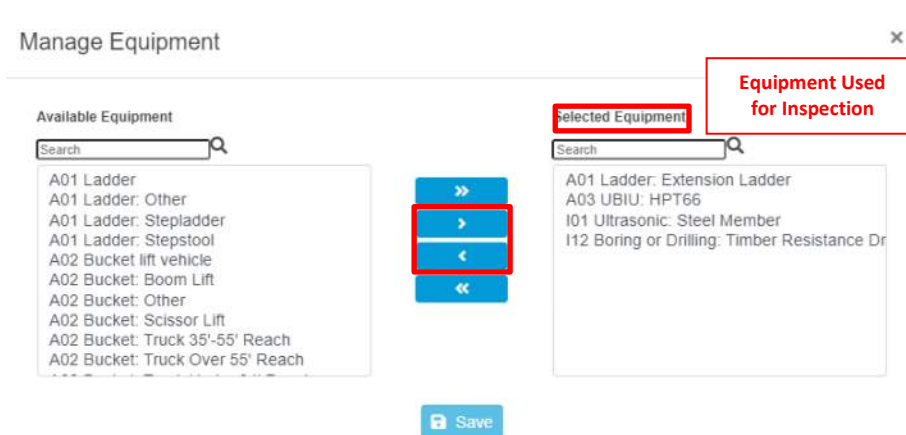 Manage Equipment
×
Equipment Used
for Inspection
Available Equipment
Search
A01 Ladder
A01 Ladder: Other
A01 Ladder: Stepladder
A01 Ladder: Stepstool
A02 Bucket lift vehicle
A02 Bucket: Boom Lift
A02 Bucket: Other
A02 Bucket: Scissor Lift
A02 Bucket: Truck 35'-55' Reach
A02 Bucket: Truck Over 55' Reach
»
>
<
«
Selected Equipment
Search
A01 Ladder: Extension Ladder
A03 UBIU: HPT66
I01 Ultrasonic: Steel Member
I12 Boring or Drilling: Timber Resistance Dr
Save